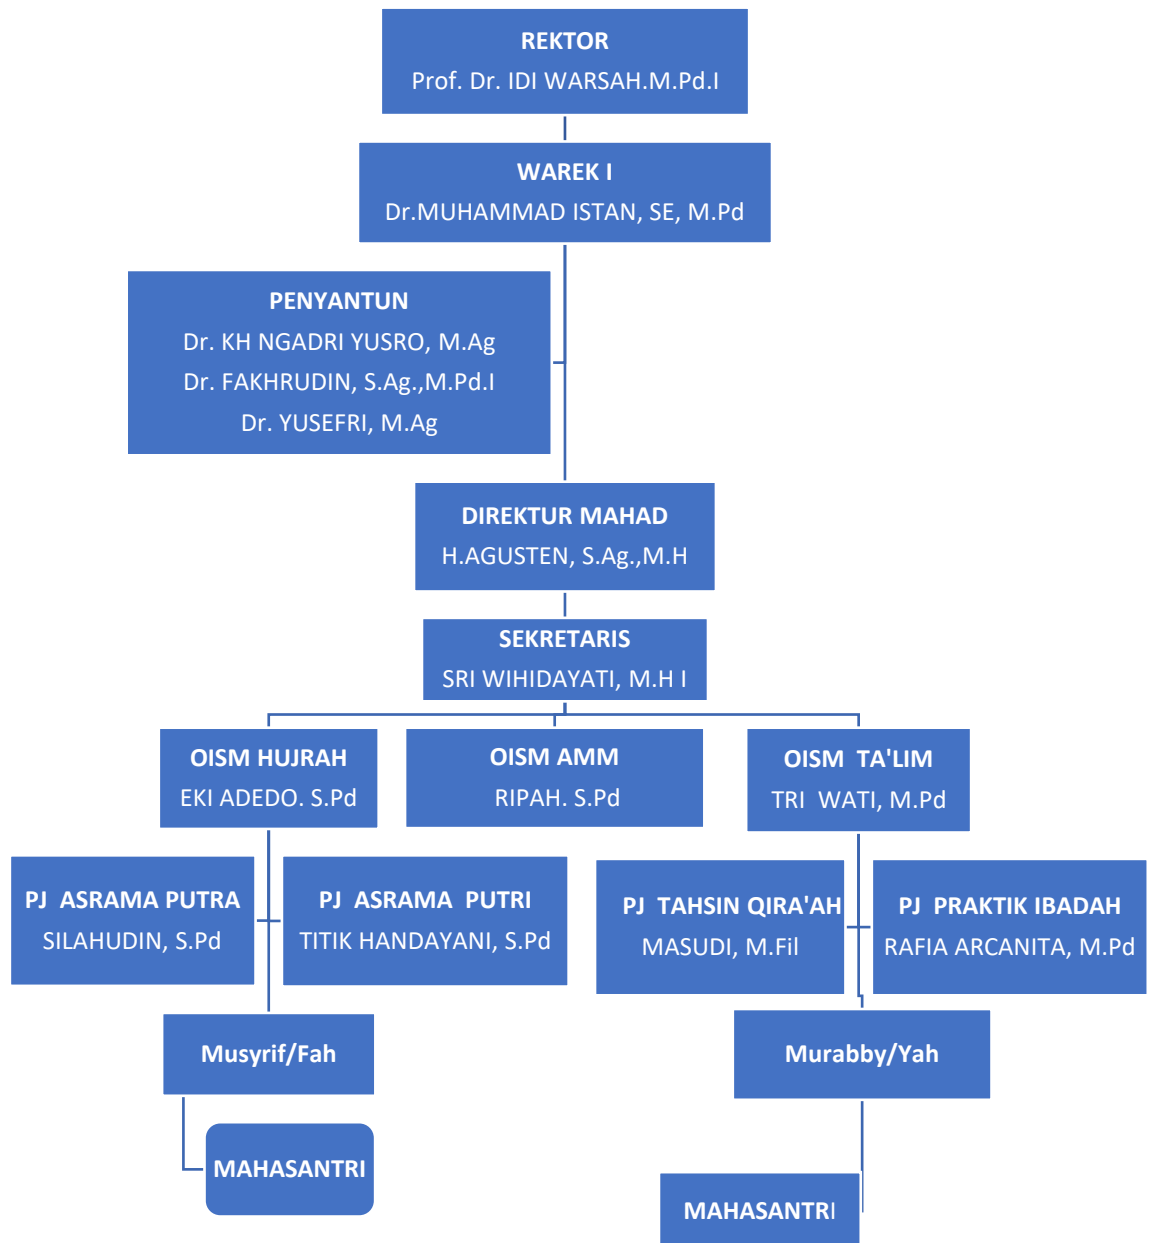 REKTOR
Prof. Dr. IDI WARSAH.M.Pd.I
WAREK I
Dr.MUHAMMAD ISTAN, SE, M.Pd
PENYANTUN
Dr. KH NGADRI YUSRO, M.Ag
Dr. FAKHRUDIN, S.Ag.,M.Pd.I
Dr. YUSEFRI, M.Ag
DIREKTUR MAHAD
H.AGUSTEN, S.Ag.,M.H
SEKRETARIS
SRI WIHIDAYATI, M.H I
OISM HUJRAH
EKI ADEDO. S.Pd
OISM AMM
RIPAH. S.Pd
OISM TA'LIM
TRI WATI, M.Pd
PJ ASRAMA PUTRA
SILAHUDIN, S.Pd
PJ ASRAMA PUTRI
TITIK HANDAYANI, S.Pd
PJ TAHSIN QIRA'AH
MASUDI, M.Fil
PJ PRAKTIK IBADAH
RAFIA ARCANITA, M.Pd
Musyrif/Fah
Murabby/Yah
MAHASANTRI
MAHASANTRI